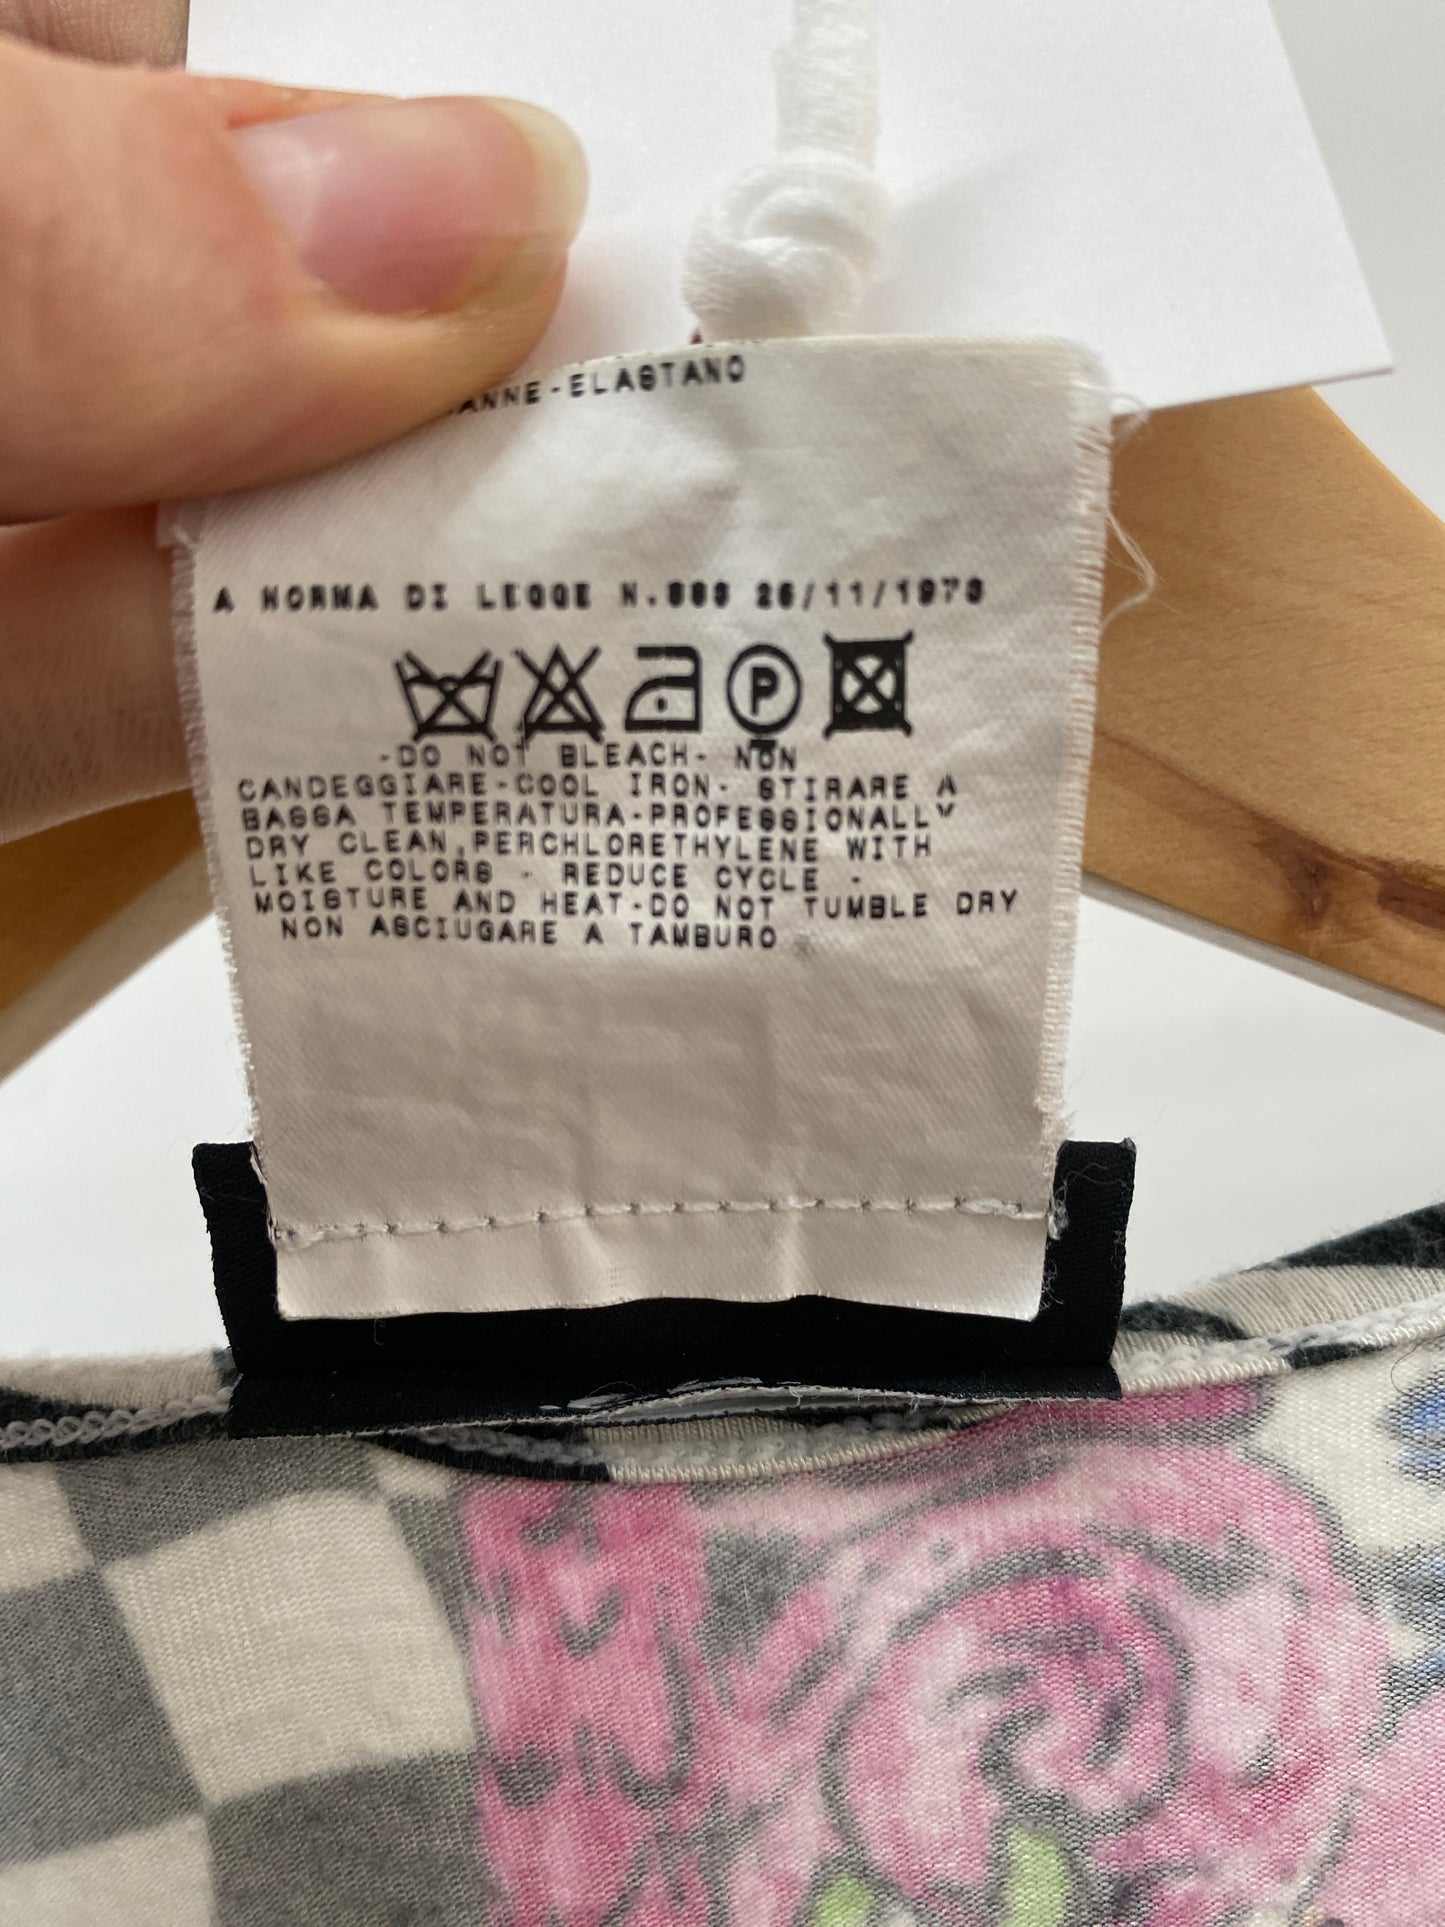 ANNE-ELASTANO
A NORMA DI LEGGE N.883 26/11/1973
P
-DO NOT BLEACH- NON
CANDEGGIARE-COOL IRON- STIRARE A
BASSA TEMPERATURA-PROFESSIONALLY
DRY CLEAN,PERCHLORETHYLENE WITH
LIKE COLORS - REDUCE CYCLE -
MOISTURE AND HEAT-DO NOT TUMBLE DRY
NON ASCIUGARE A TAMBURO